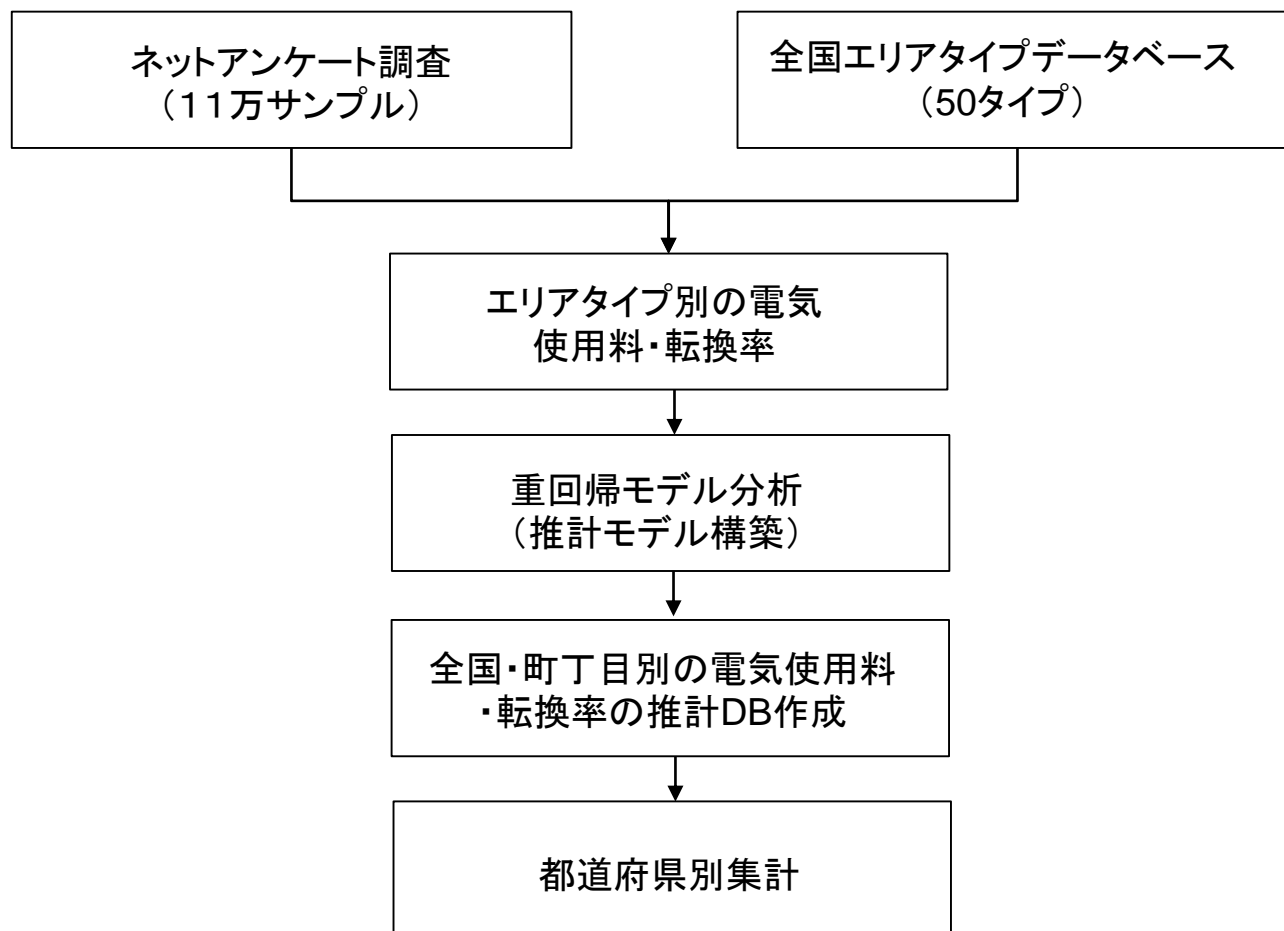 ネットアンケート調査
（１１万サンプル）
全国エリアタイプデータベース
（50タイプ）
エリアタイプ別の電気
使用料・転換率
重回帰モデル分析
（推計モデル構築）
全国・町丁目別の電気使用料
・転換率の推計DB作成
都道府県別集計